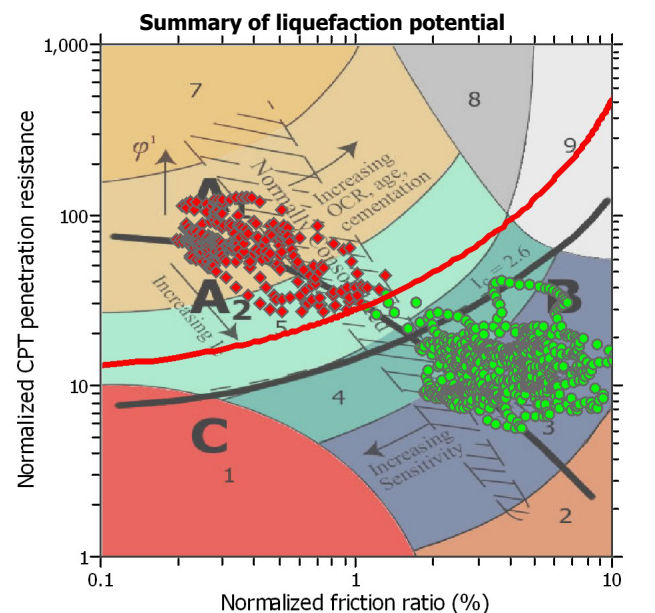 Summary of liquefaction potential
Normalized CPT penetration resistance
1,000
100
10
1
7
8
9
φ¹
Increasing
OCR, age,
cementation
A₂
5
Ic = 2.6
B
4
3
C
1
Increasing
Sensitivity
2
0.1
1
10
Normalized friction ratio (%)